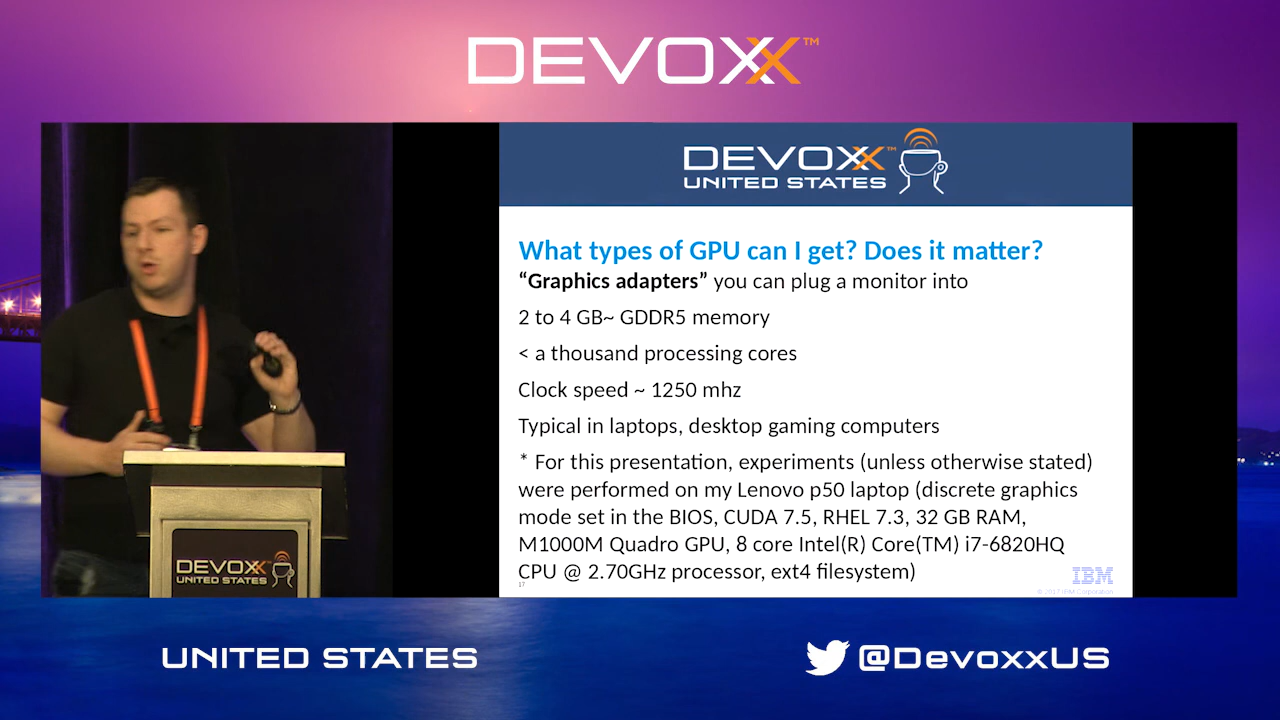 DEVOXX™
DEVOXX™
UNITED STATES
What types of GPU can I get? Does it matter?
“Graphics adapters” you can plug a monitor into
2 to 4 GB~ GDDR5 memory
< a thousand processing cores
Clock speed ~ 1250 mhz
Typical in laptops, desktop gaming computers
* For this presentation, experiments (unless otherwise stated)
were performed on my Lenovo p50 laptop (discrete graphics
mode set in the BIOS, CUDA 7.5, RHEL 7.3, 32 GB RAM,
M1000M Quadro GPU, 8 core Intel(R) Core(TM) i7-6820HQ
CPU @ 2.70GHz processor, ext4 filesystem)
17
IBM
© 2017 IBM Corporation
DEVOXX
UNITED STATES
UNITED STATES
@DevoxxUS